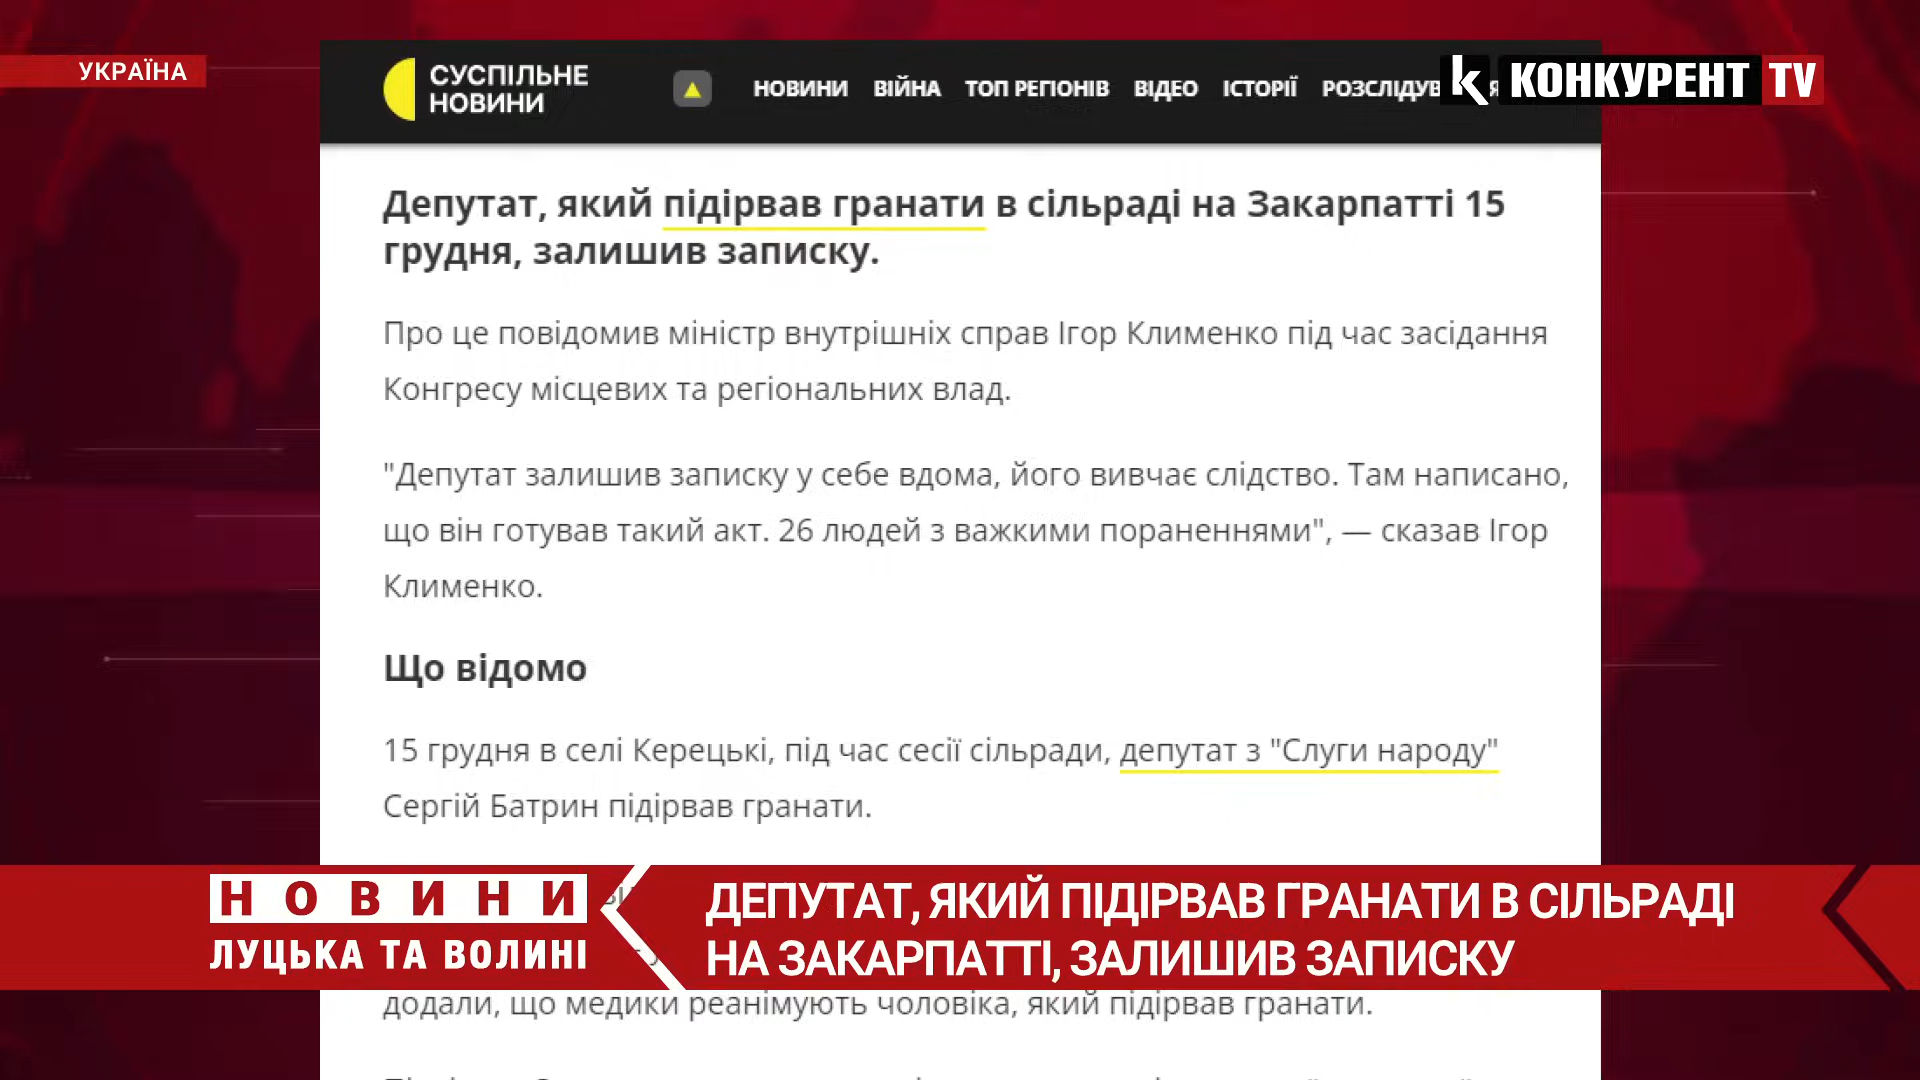 УКРАЇНА
СУСПІЛЬНЕ
НОВИНИ
НОВИНИ ВІЙНА ТОП РЕГІОНІВ ВІДЕО ІСТОРІЇ
КОНКУРЕНТ TV
Депутат, який підірвав гранати в сільраді на Закарпатті 15
грудня, залишив записку.
Про це повідомив міністр внутрішніх справ Ігор Клименко під час засідання
Конгресу місцевих та регіональних влад.
"Депутат залишив записку у себе вдома, його вивчає слідство. Там написано,
що він готував такий акт. 26 людей з важкими пораненнями", — сказав Ігор
Клименко.
Що відомо
15 грудня в селі Керецькі, під час сесії сільради, депутат з "Слуги народу"
Сергій Батрин підірвав гранати.
НОВИНИ
ЛУЦЬКА ТА ВОЛИНІ
ДЕПУТАТ, ЯКИЙ ПІДІРВАВ ГРАНАТИ В СІЛЬРАДІ
НА ЗАКАРПАТТІ, ЗАЛИШИВ ЗАПИСКУ
додали, що медики реанімують чоловіка, який підірвав гранати.